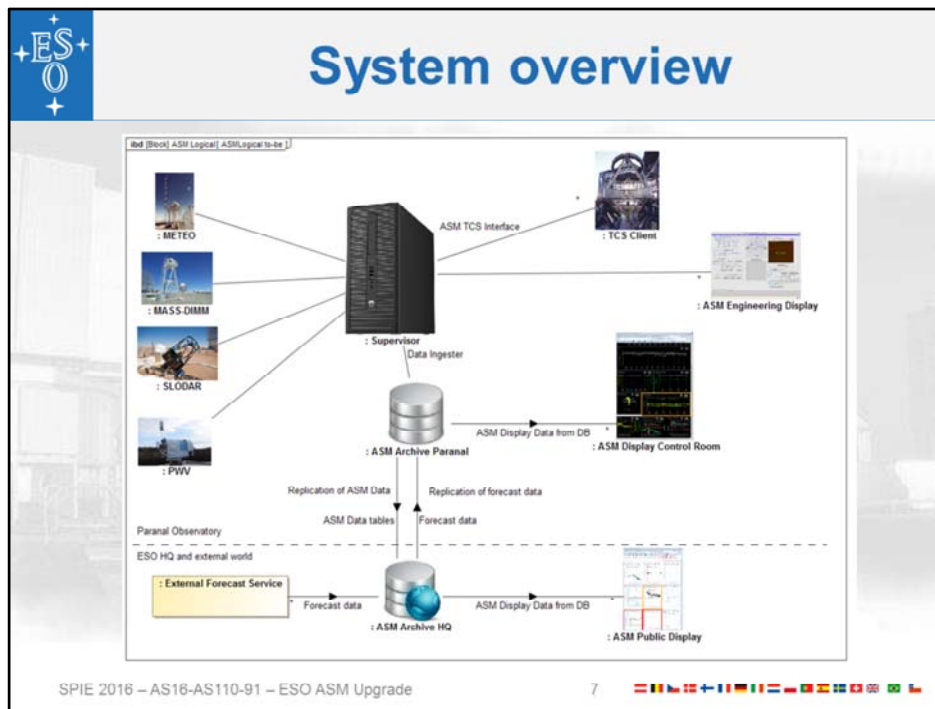 ESO
System overview
ibd [Block] ASM Logical[ ASMLogical to-be ]
: METEO
: MASS-DIMM
: SLODAR
: PWV
: Supervisor
ASM TCS Interface
: TCS Client
: ASM Engineering Display
Data Ingester
: ASM Archive Paranal
ASM Display Data from DB
: ASM Display Control Room
Replication of ASM Data
Replication of forecast data
ASM Data tables
Forecast data
Paranal Observatory
ESO HQ and external world
: External Forecast Service
Forecast data
: ASM Archive HQ
ASM Display Data from DB
: ASM Public Display
SPIE 2016 – AS16-AS110-91 – ESO ASM Upgrade
7